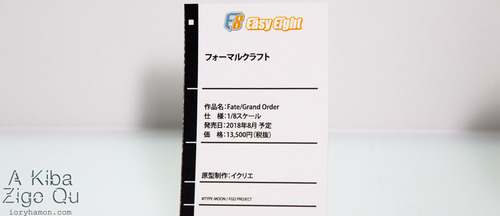 E8 Easy Eight
フォーマルクラフト
作品名：Fate/Grand Order
仕　様：1/8スケール
発売日：2018年8月 予定
価　格：13,500円（税抜）
原型制作：イクリエ
©TYPE-MOON / FGO PROJECT
A Kiba
Zigo Qu
ioryhamon.com